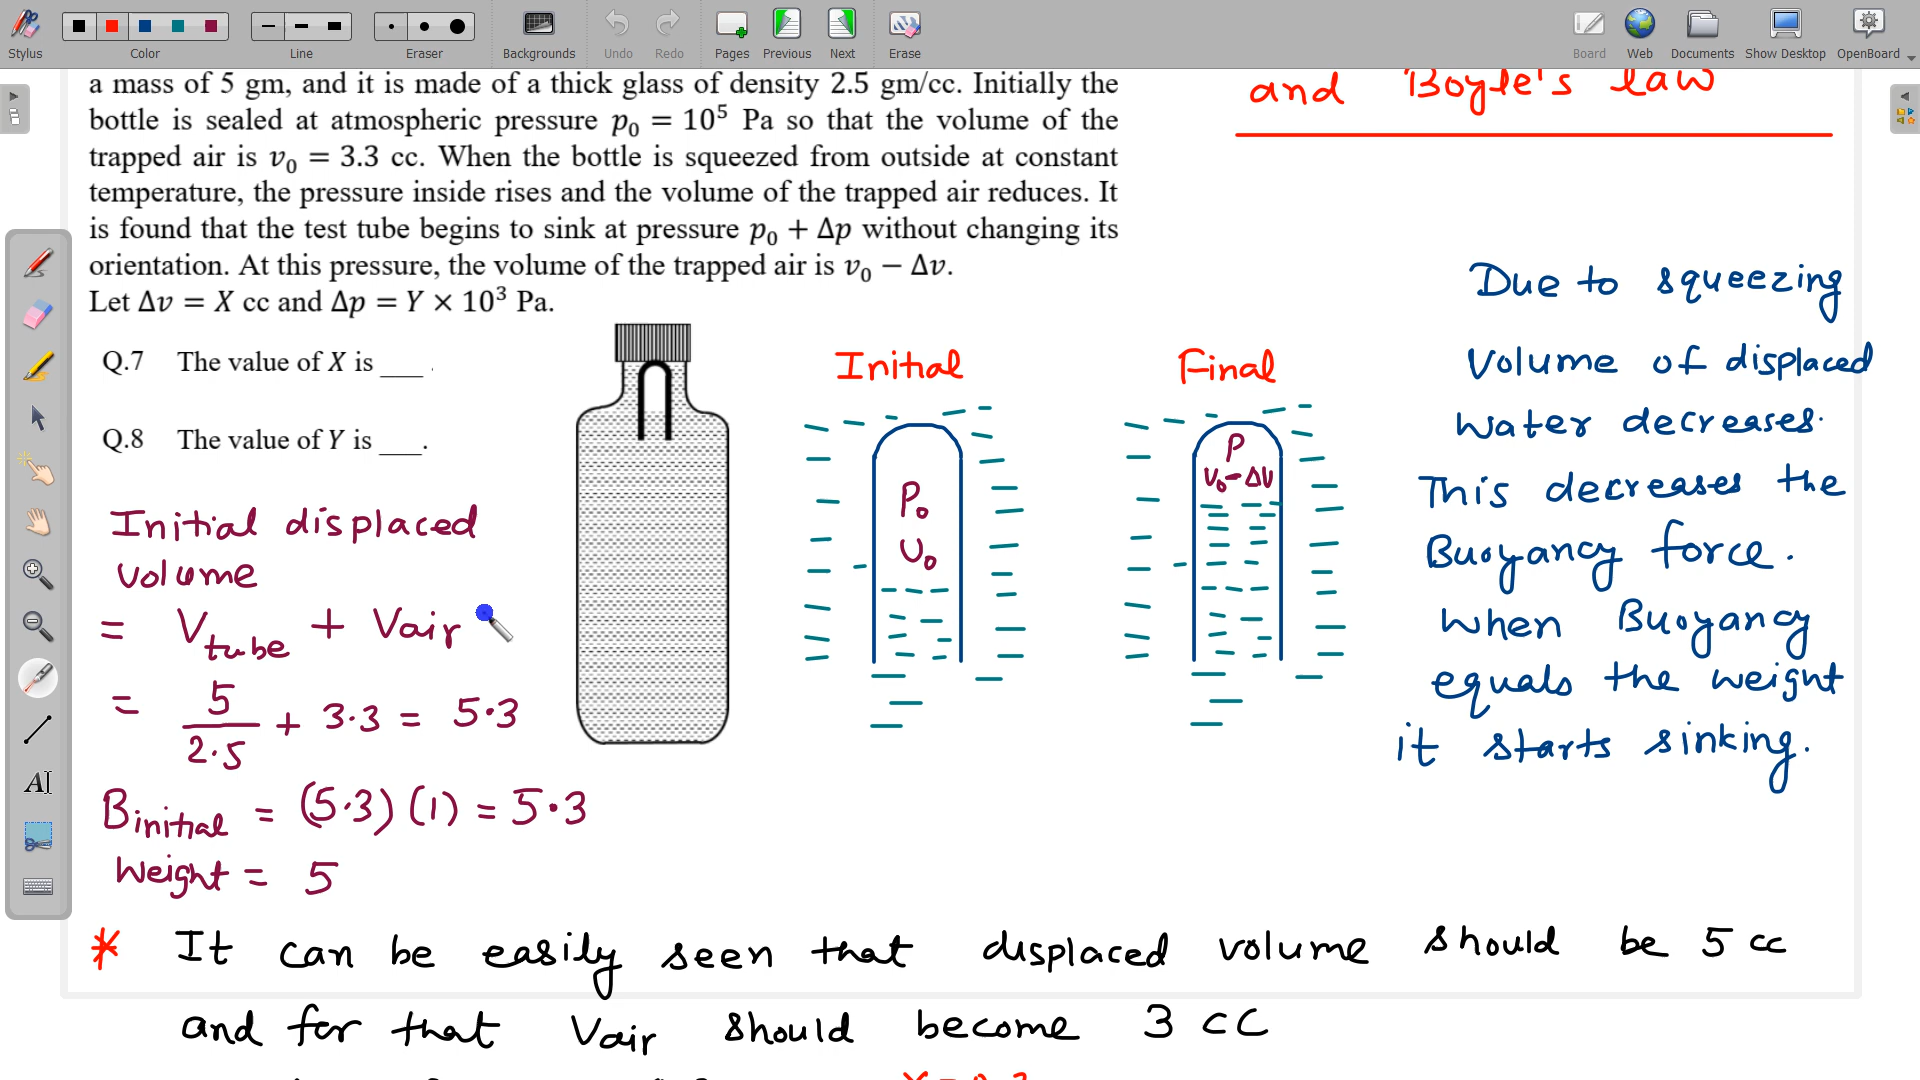 Stylus
Color
Line
Eraser
Backgrounds
Undo
Redo
Pages
Previous
Next
Erase
Board
Web
Documents
Show Desktop
OpenBoard
a mass of 5 gm, and it is made of a thick glass of density 2.5 gm/cc. Initially the
bottle is sealed at atmospheric pressure p₀ = 10⁵ Pa so that the volume of the
trapped air is v₀ = 3.3 cc. When the bottle is squeezed from outside at constant
temperature, the pressure inside rises and the volume of the trapped air reduces. It
is found that the test tube begins to sink at pressure p₀ + Δp without changing its
orientation. At this pressure, the volume of the trapped air is v₀ − Δv.
Let Δv = X cc and Δp = Y × 10³ Pa.
Q.7 The value of X is ___ .
Q.8 The value of Y is ___.
and Boyle's law
Initial
P₀
V₀
Final
P
V₀-ΔV
Due to squeezing
Volume of displaced
Water decreases.
This decreases the
Buoyancy force.
When Buoyancy
equals the weight
it starts sinking.
Initial displaced
volume
= Vtube + Vair
= 5/2.5 + 3.3 = 5.3
Binitial = (5.3)(1) = 5.3
Weight = 5
* It can be easily seen that displaced volume should be 5 cc
and for that Vair should become 3 CC
AI